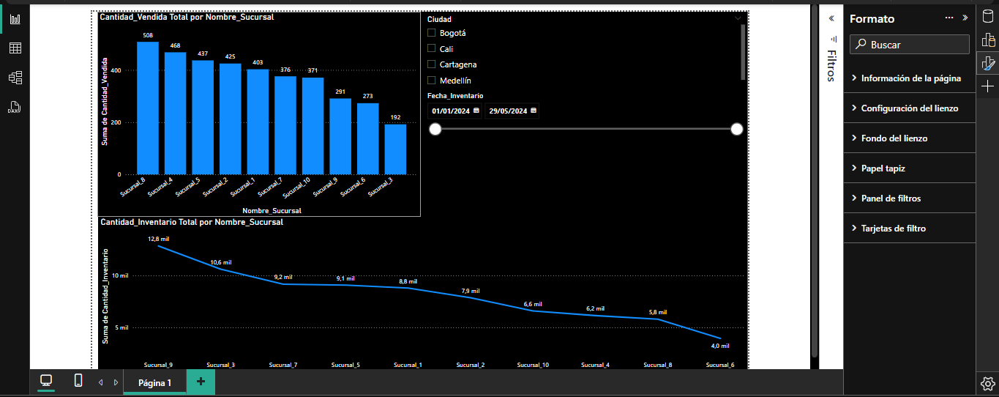 Cantidad_Vendida Total por Nombre_Sucursal
Suma de Cantidad_Vendida
400
200
0
508
468
437
425
403
376
371
291
273
192
Sucursal_8
Sucursal_4
Sucursal_5
Sucursal_2
Sucursal_1
Sucursal_7
Sucursal_10
Sucursal_9
Sucursal_6
Sucursal_3
Nombre_Sucursal
Ciudad
Bogotá
Cali
Cartagena
Medellín
Fecha_Inventario
01/01/2024 29/05/2024
Cantidad_Inventario Total por Nombre_Sucursal
Suma de Cantidad_Inventario
10 mil
5 mil
12,8 mil
10,6 mil
9,2 mil
9,1 mil
8,8 mil
7,9 mil
6,6 mil
6,2 mil
5,8 mil
4,0 mil
Sucursal_9 Sucursal_3 Sucursal_7 Sucursal_5 Sucursal_1 Sucursal_2 Sucursal_10 Sucursal_4 Sucursal_8 Sucursal_6
Filtros
Formato
Buscar
Información de la página
Configuración del lienzo
Fondo del lienzo
Papel tapiz
Panel de filtros
Tarjetas de filtro
DAX
Página 1